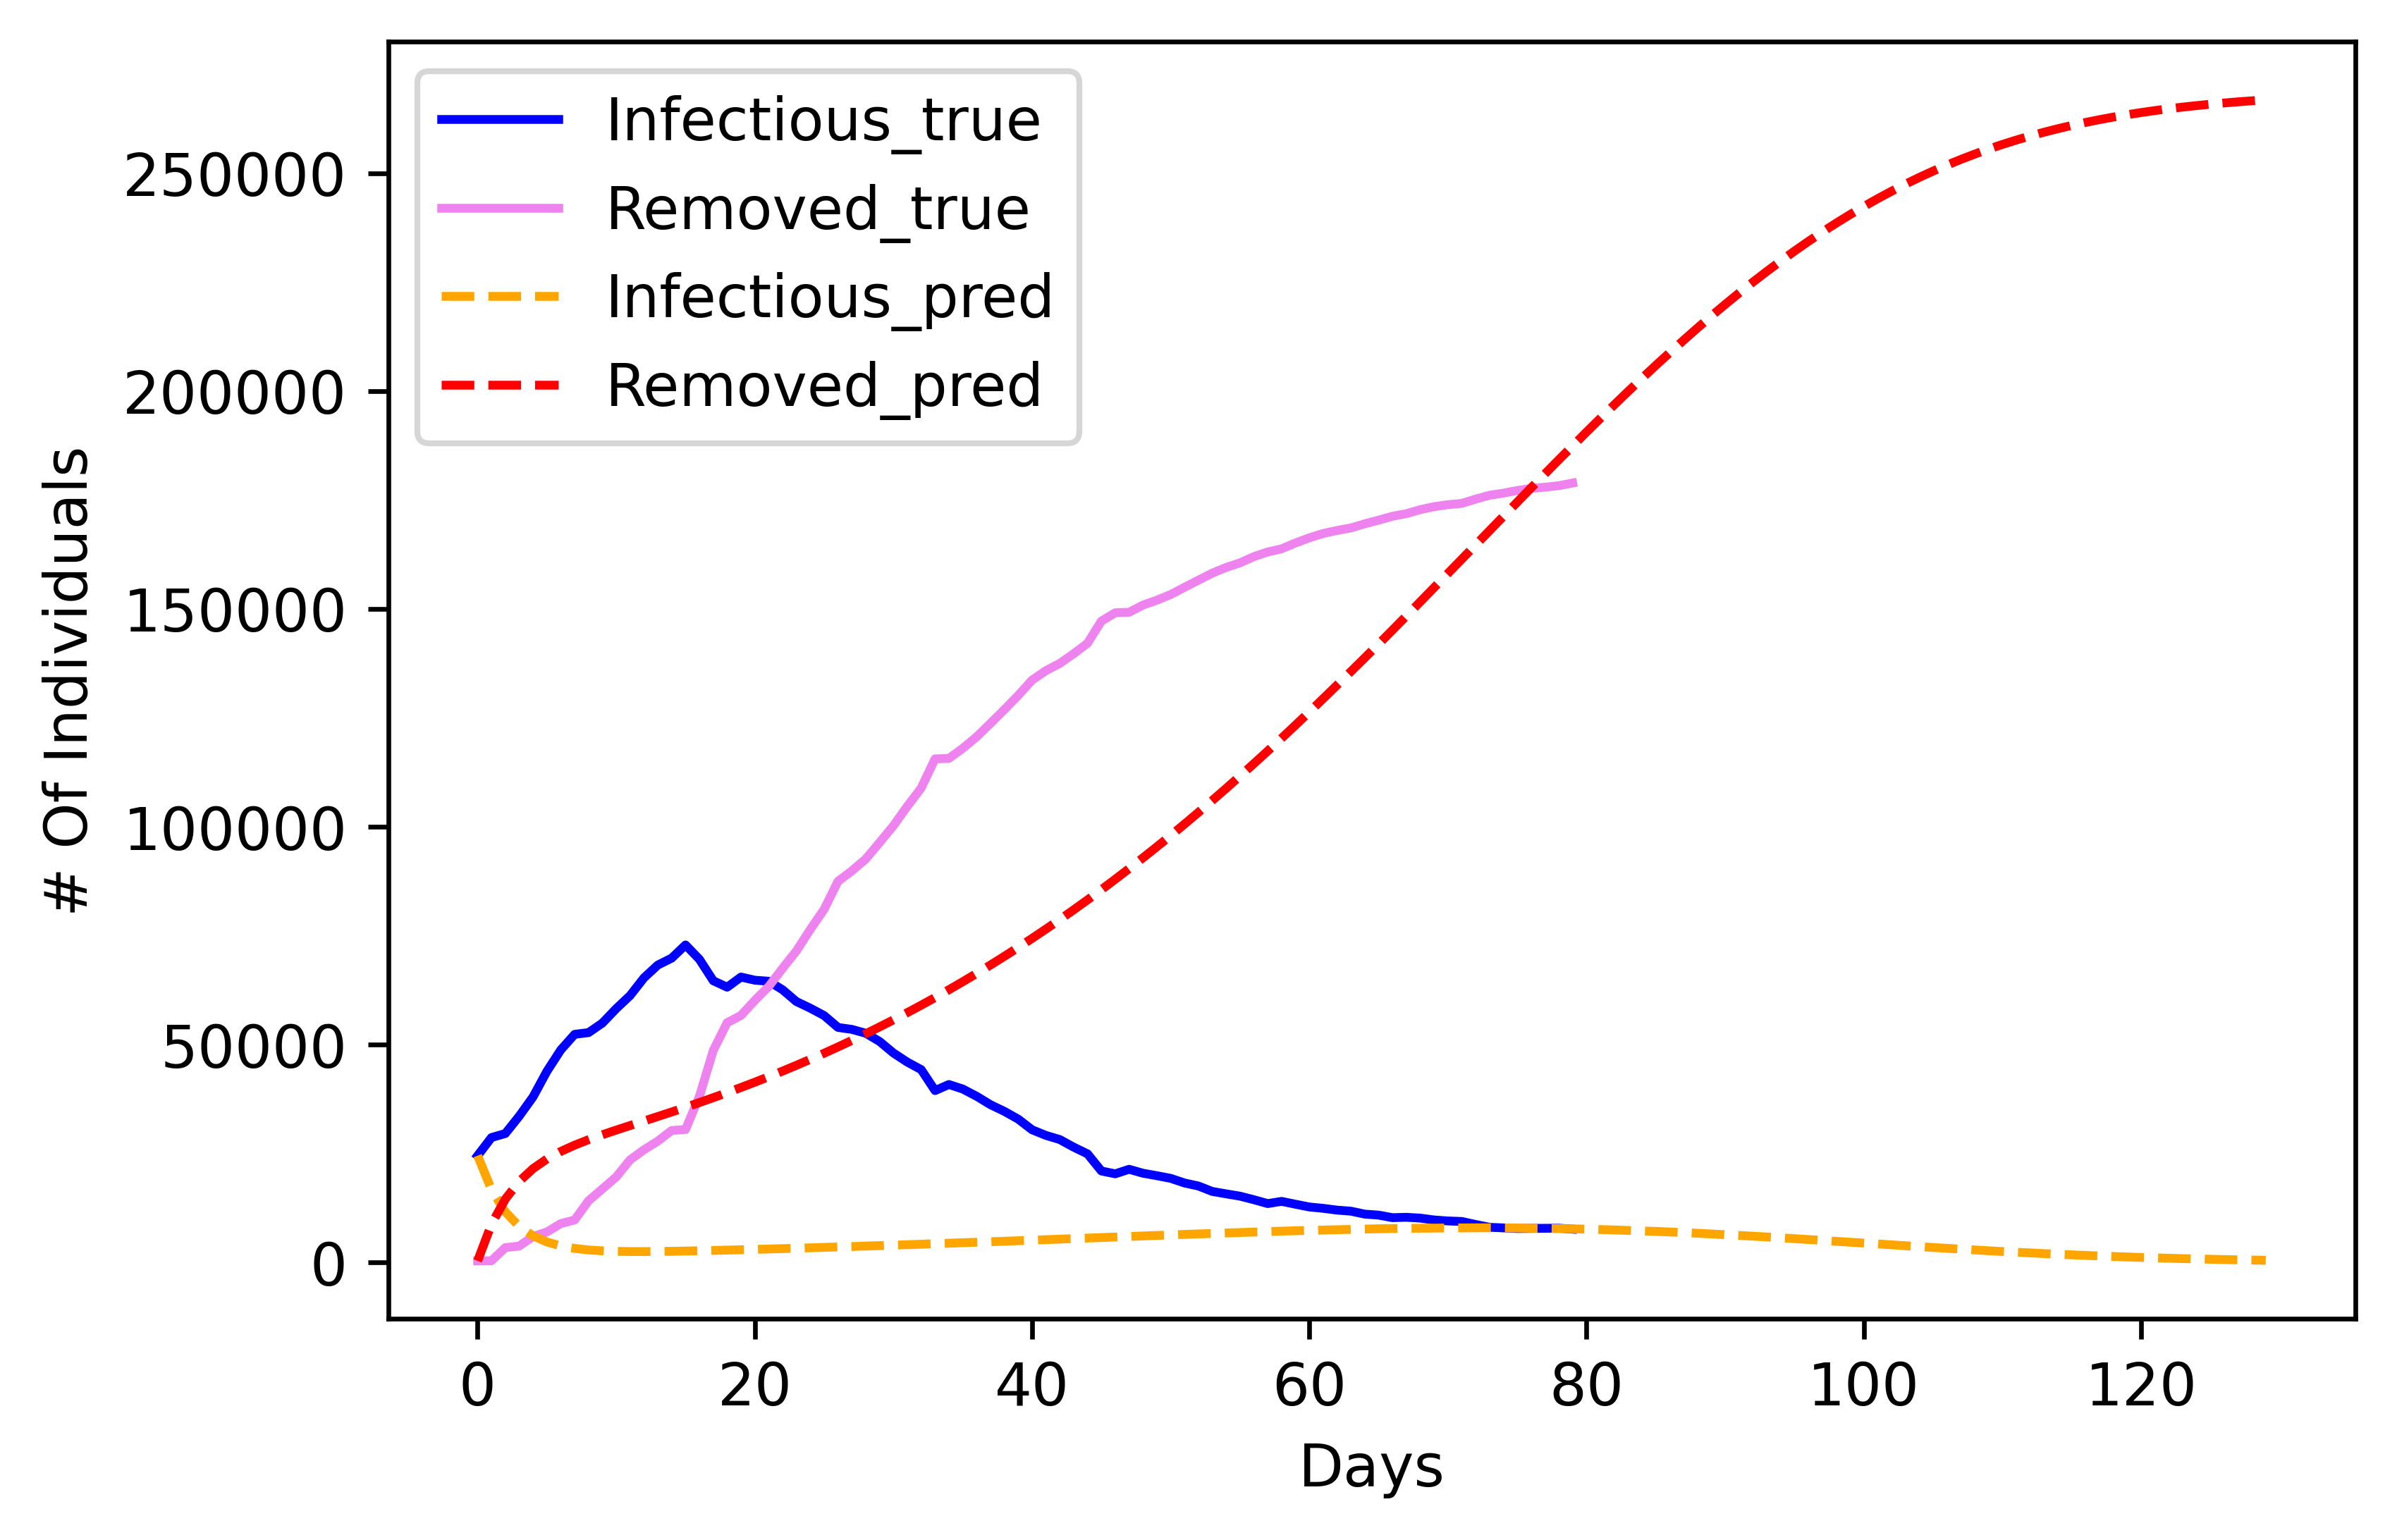 Infectious_true
Removed_true
Infectious_pred
Removed_pred
# Of Individuals
250000
200000
150000
100000
50000
0
0 20 40 60 80 100 120
Days